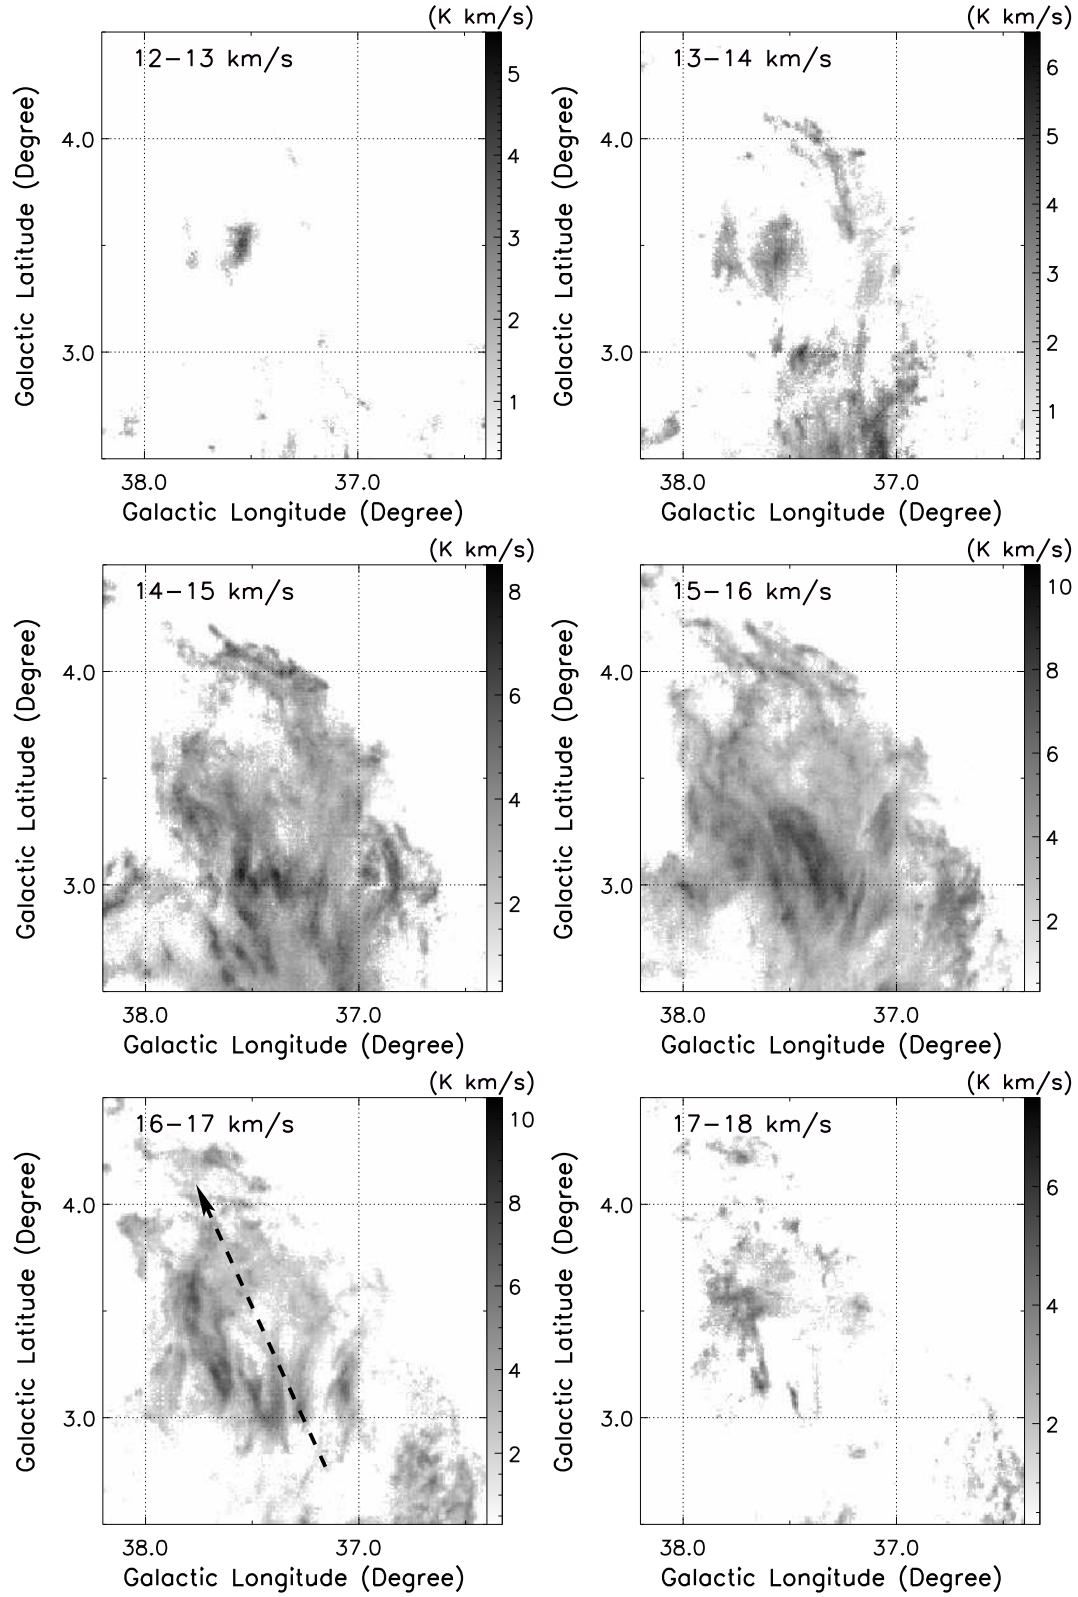 (K km/s)
12-13 km/s
Galactic Latitude (Degree)
4.0
3.0
38.0 37.0
Galactic Longitude (Degree)
5
4
3
2
1
(K km/s)
13-14 km/s
Galactic Latitude (Degree)
4.0
3.0
38.0 37.0
Galactic Longitude (Degree)
6
5
4
3
2
1
(K km/s)
14-15 km/s
Galactic Latitude (Degree)
4.0
3.0
38.0 37.0
Galactic Longitude (Degree)
8
6
4
2
(K km/s)
15-16 km/s
Galactic Latitude (Degree)
4.0
3.0
38.0 37.0
Galactic Longitude (Degree)
10
8
6
4
2
(K km/s)
16-17 km/s
Galactic Latitude (Degree)
4.0
3.0
38.0 37.0
Galactic Longitude (Degree)
10
8
6
4
2
(K km/s)
17-18 km/s
Galactic Latitude (Degree)
4.0
3.0
38.0 37.0
Galactic Longitude (Degree)
6
4
2